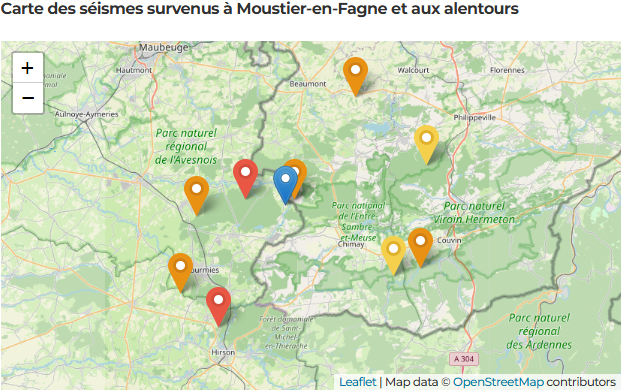 Carte des séismes survenus à Moustier-en-Fagne et aux alentours
+
−
Maubeuge
Hautmont
Aulnoye-Aymeries
Beaumont
Walcourt
Florennes
Philippeville
Parc naturel
régional
de l'Avesnois
Parc national
de l'Entre-
Sambre-
et-Meuse
Parc naturel
Viroin Hermeton
Chimay
Couvin
ourmies
Hirson
Forêt domaniale
de Saint-
Michel-
en-Thiérache
Parc naturel
régional
des Ardennes
A 304
Leaflet | Map data © OpenStreetMap contributors